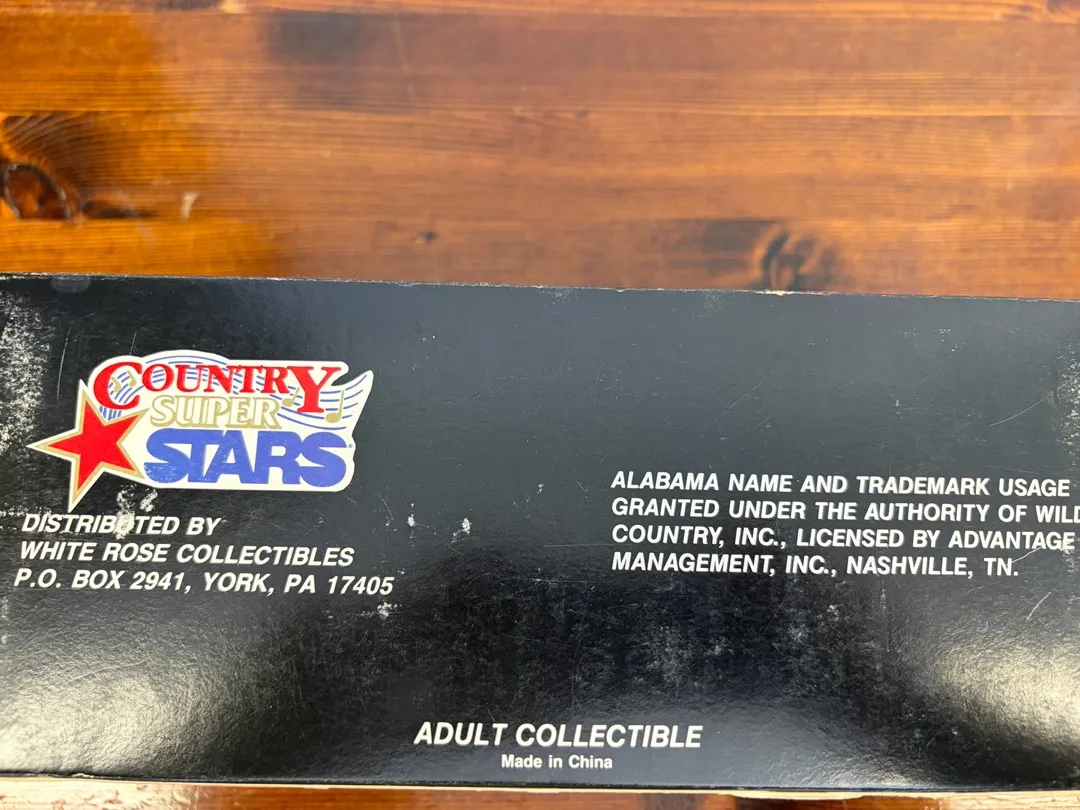 COUNTRY
SUPER
STARS
DISTRIBUTED BY
WHITE ROSE COLLECTIBLES
P.O. BOX 2941, YORK, PA 17405
ALABAMA NAME AND TRADEMARK USAGE
GRANTED UNDER THE AUTHORITY OF WILD
COUNTRY, INC., LICENSED BY ADVANTAGE
MANAGEMENT, INC., NASHVILLE, TN.
ADULT COLLECTIBLE
Made in China